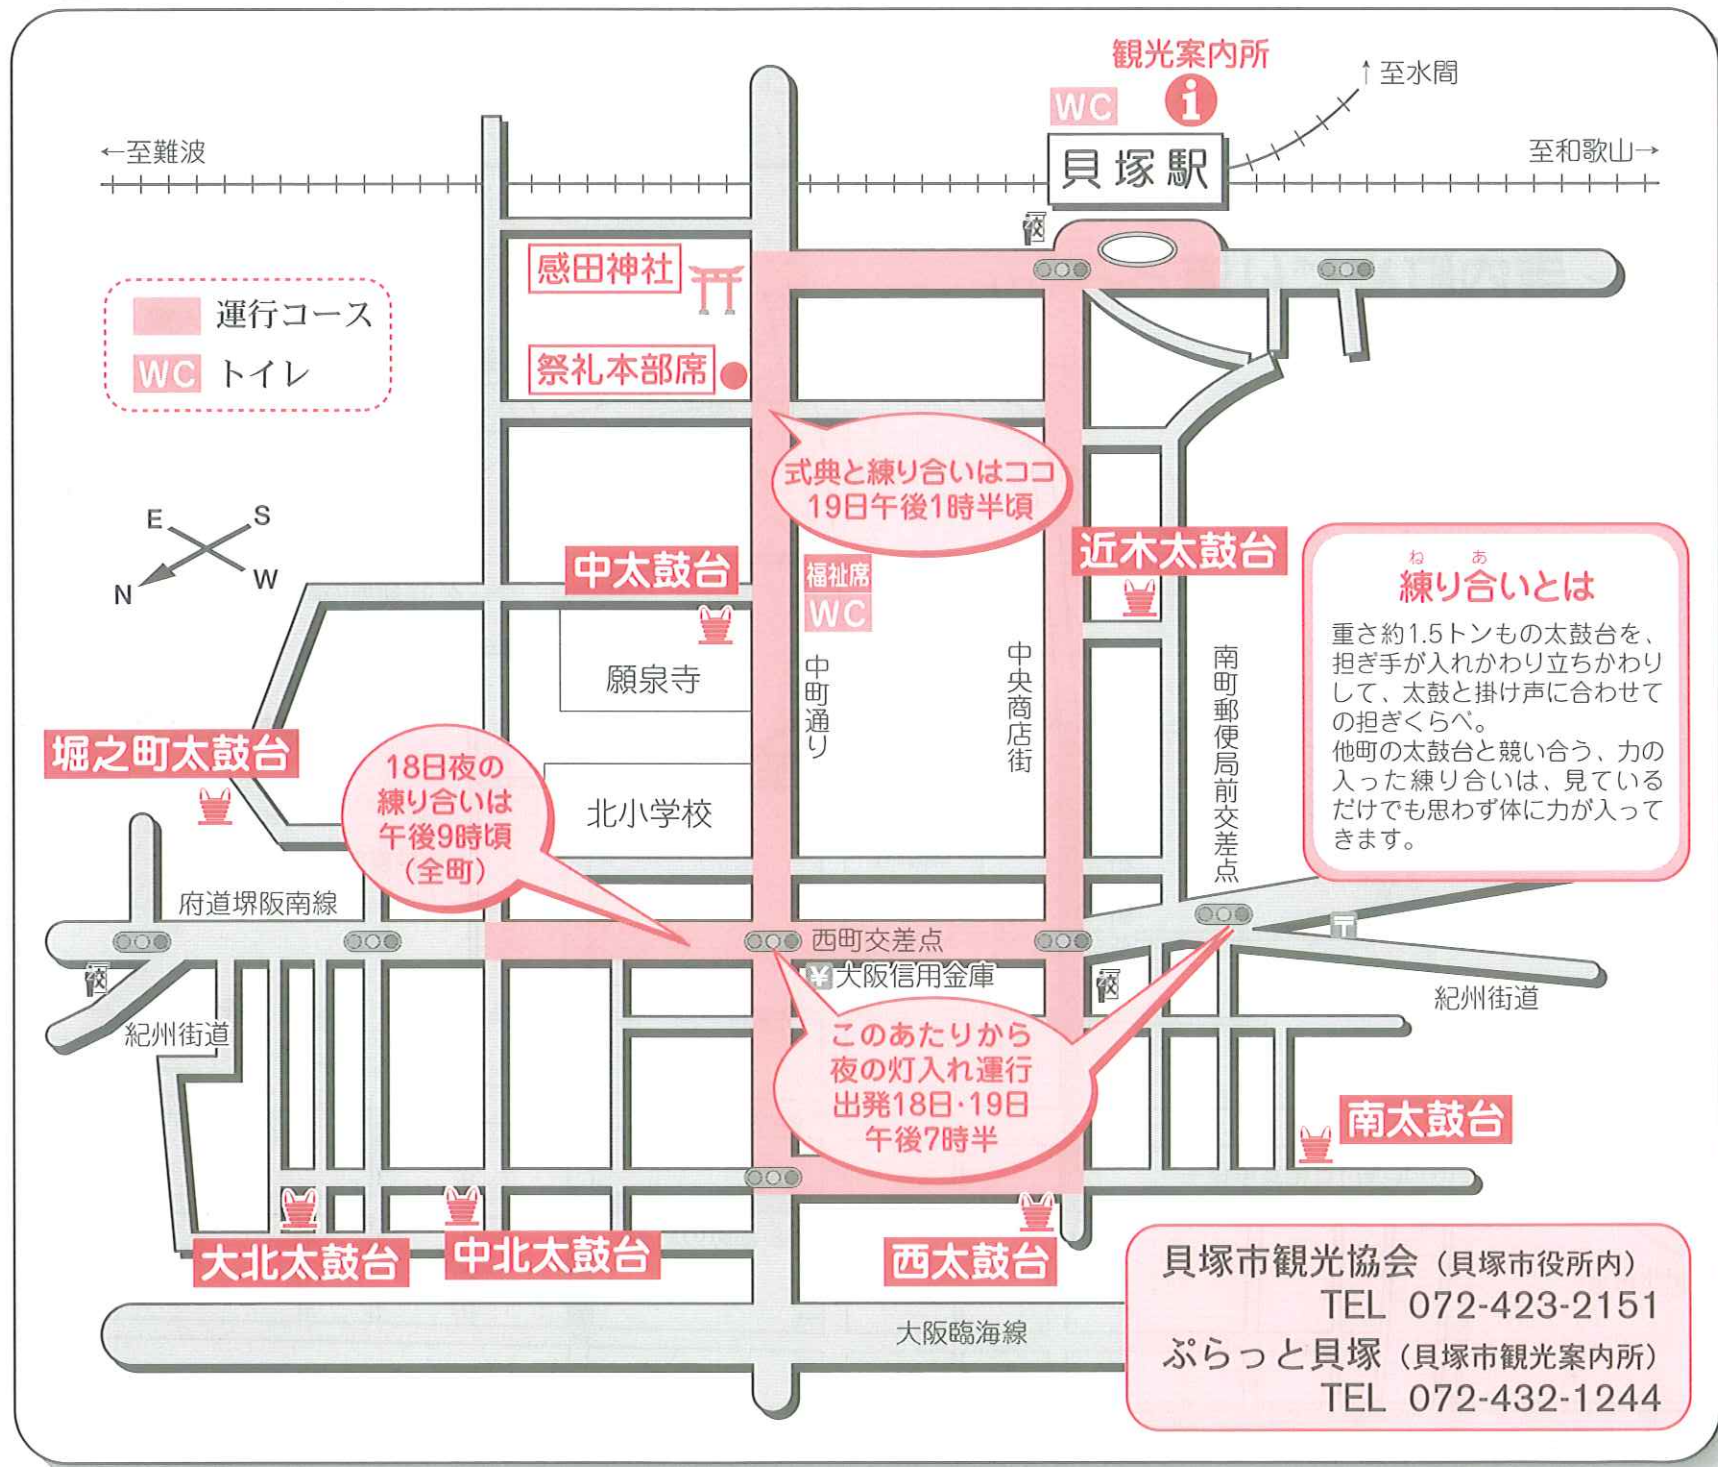 観光案内所
↑至水間
WC
i
←至難波
貝塚駅
至和歌山→
感田神社
運行コース
WC トイレ
祭礼本部席
式典と練り合いはココ
19日午後1時半頃
E
S
N
W
中太鼓台
福祉席
WC
近木太鼓台
ね あ
練り合いとは
重さ約1.5トンもの太鼓台を、
担ぎ手が入れかわり立ちかわり
して、太鼓と掛け声に合わせて
の担ぎくらべ。
他町の太鼓台と競い合う、力の
入った練り合いは、見ている
だけでも思わず体に力が入って
きます。
願泉寺
中町通り
中央商店街
南町郵便局前交差点
堀之町太鼓台
18日夜の
練り合いは
午後9時頃
(全町)
北小学校
府道堺阪南線
西町交差点
〒
¥ 大阪信用金庫
紀州街道
紀州街道
このあたりから
夜の灯入れ運行
出発18日・19日
午後7時半
南太鼓台
大北太鼓台
中北太鼓台
西太鼓台
大阪臨海線
貝塚市観光協会(貝塚市役所内)
TEL 072-423-2151
ぷらっと貝塚(貝塚市観光案内所)
TEL 072-432-1244